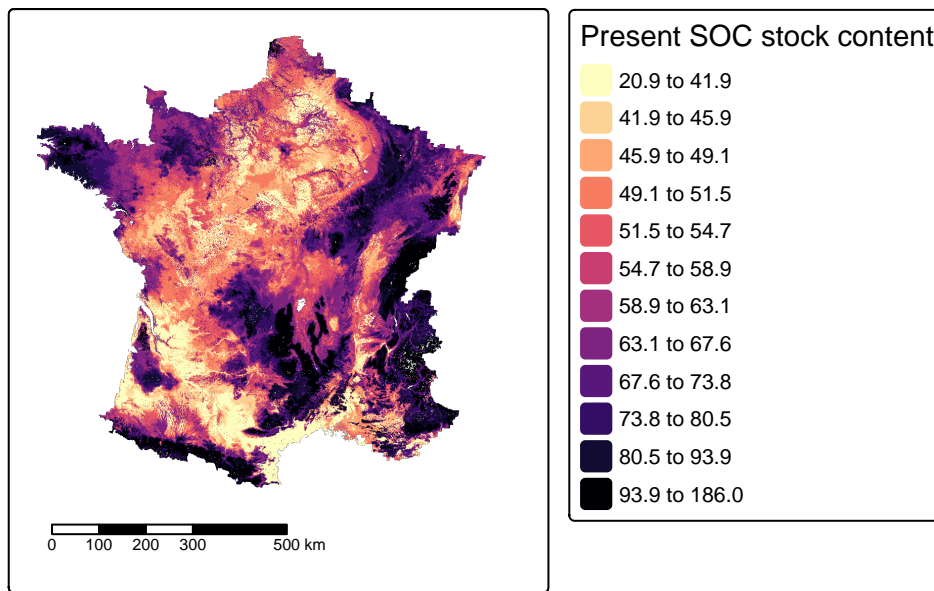 Present SOC stock content
20.9 to 41.9
41.9 to 45.9
45.9 to 49.1
49.1 to 51.5
51.5 to 54.7
54.7 to 58.9
58.9 to 63.1
63.1 to 67.6
67.6 to 73.8
73.8 to 80.5
80.5 to 93.9
93.9 to 186.0
0 100 200 300 500 km